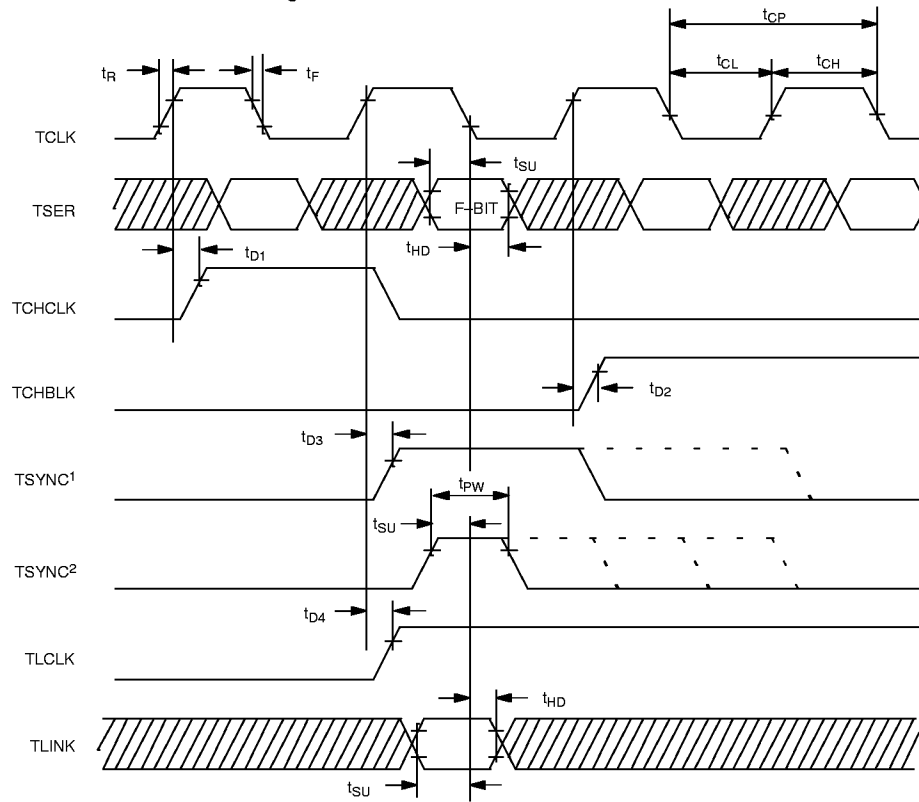 tCP
tR
tF
tCL
tCH
TCLK
tSU
TSER
F–BIT
tHD
tD1
TCHCLK
TCHBLK
tD2
tD3
TSYNC¹
tPW
tSU
TSYNC²
tD4
TLCLK
tHD
TLINK
tSU